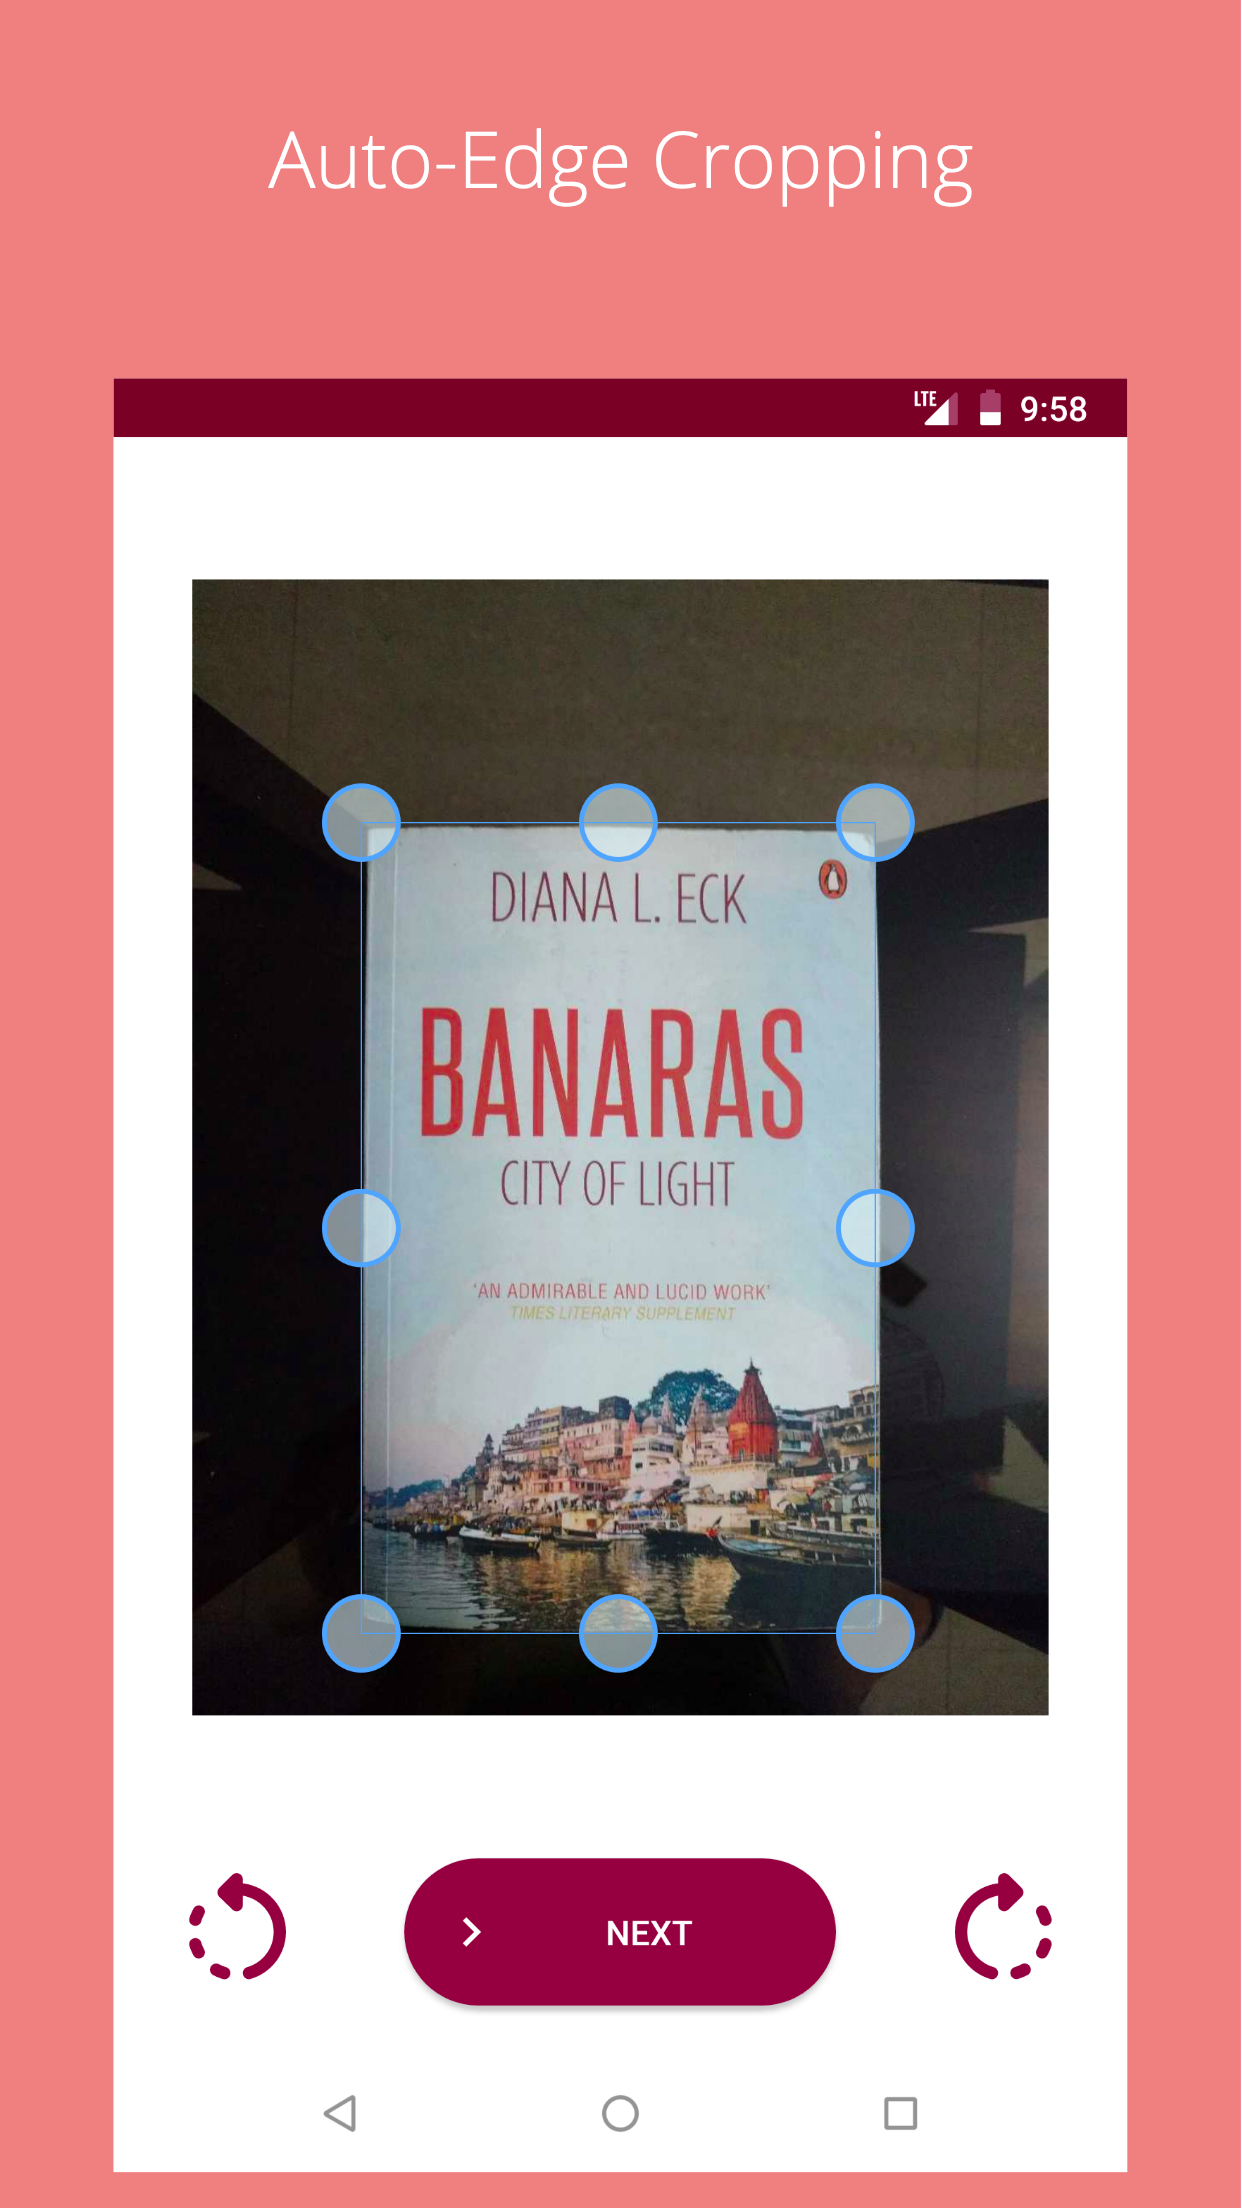 Auto-Edge Cropping
LTE 9:58
DIANA L. ECK
BANARAS
CITY OF LIGHT
'AN ADMIRABLE AND LUCID WORK'
TIMES LITERARY SUPPLEMENT
NEXT